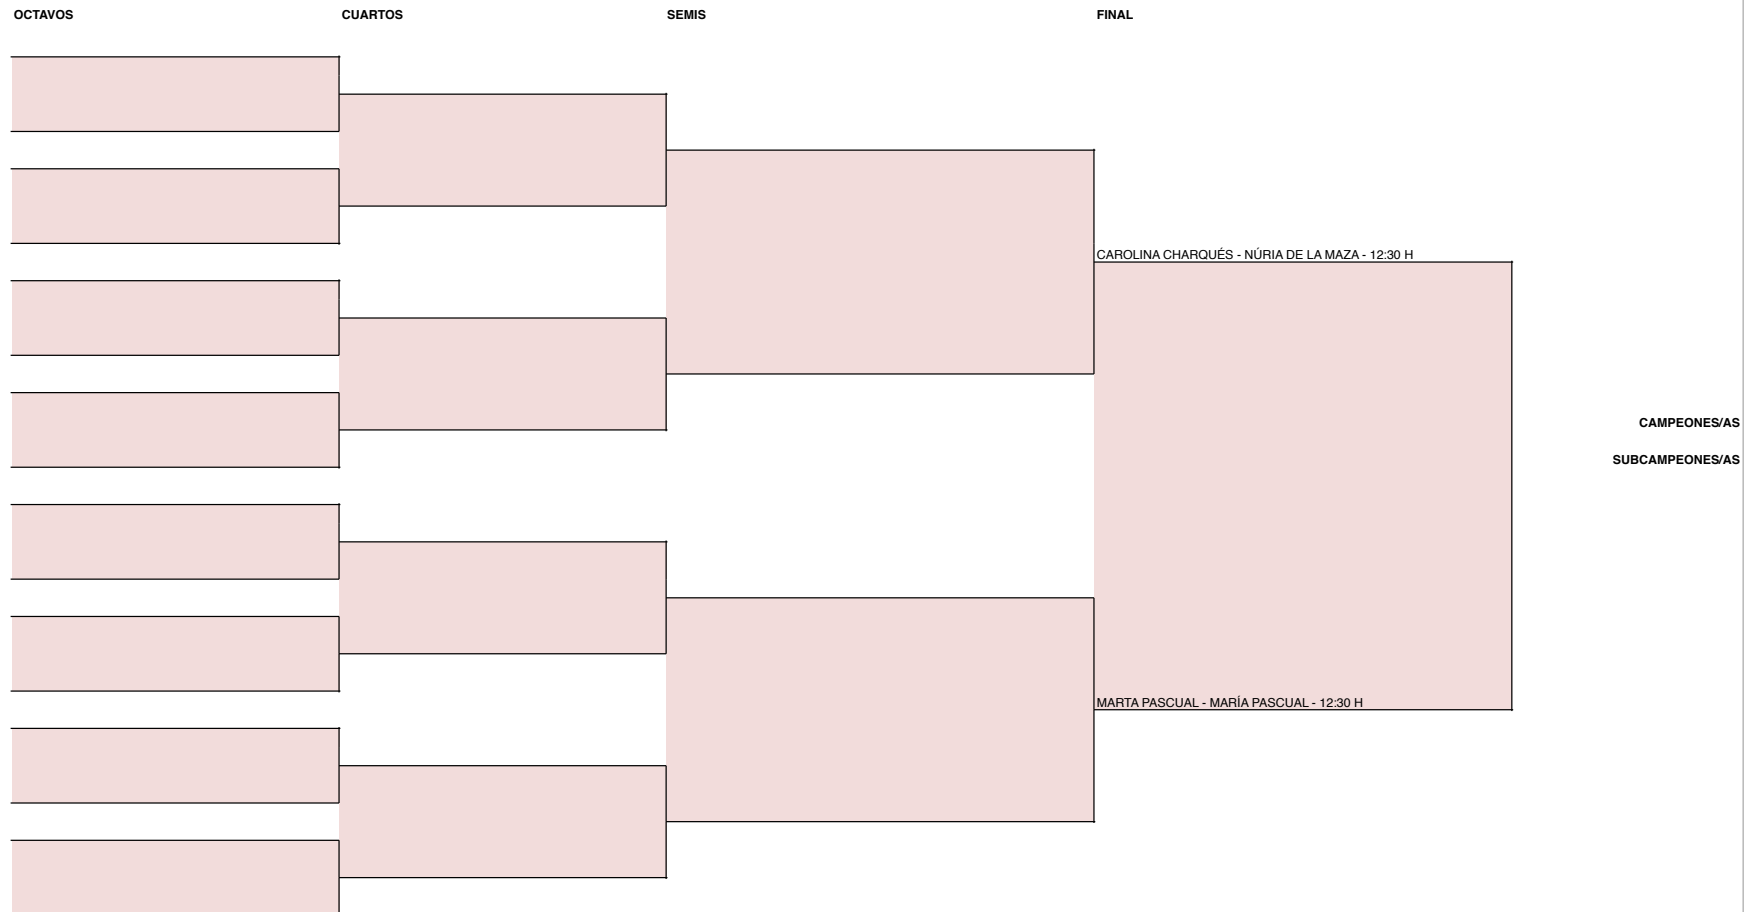 OCTAVOS
CUARTOS
SEMIS
FINAL
CAROLINA CHARQUÉS - NÚRIA DE LA MAZA - 12:30 H
CAMPEONES/AS
SUBCAMPEONES/AS
MARTA PASCUAL - MARÍA PASCUAL - 12:30 H